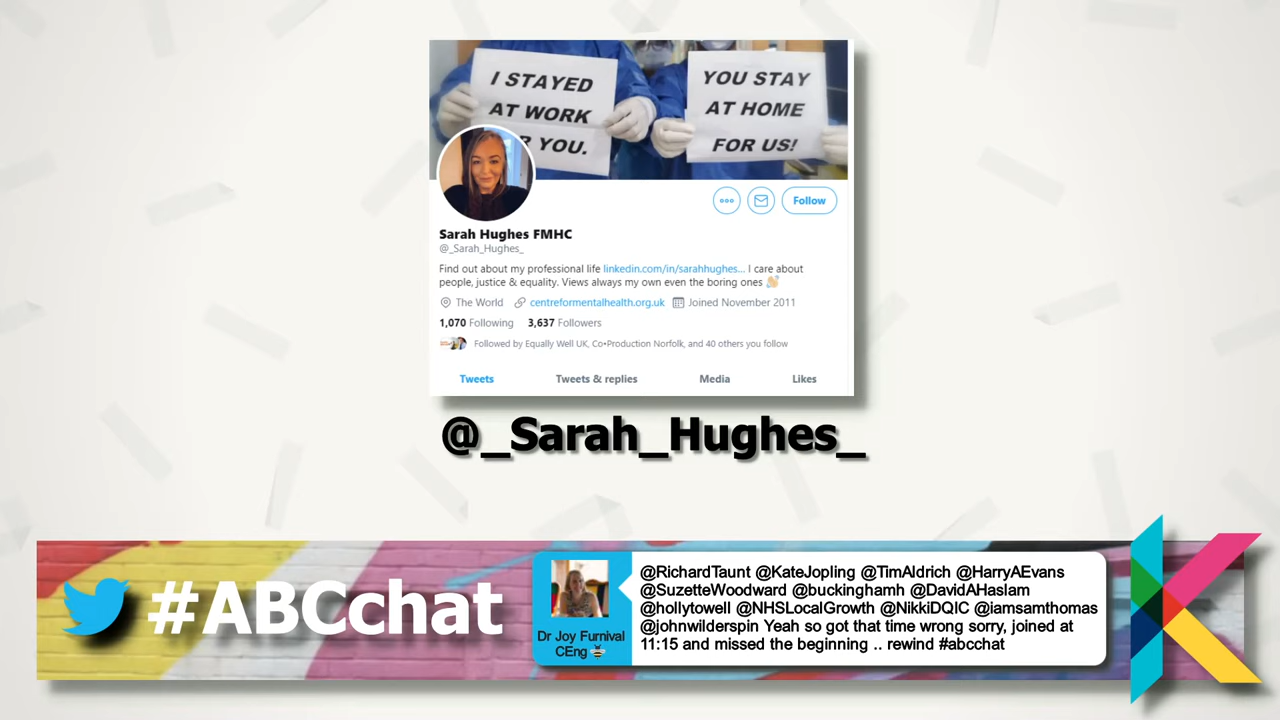 I STAYED
AT WORK
YOU.
YOU STAY
AT HOME
FOR US!
Follow
Sarah Hughes FMHC
@_Sarah_Hughes_
Find out about my professional life linkedin.com/in/sarahhughes... I care about
people, justice & equality. Views always my own even the boring ones 👏🏼
The World centreformentalhealth.org.uk Joined November 2011
1,070 Following 3,637 Followers
Followed by Equally Well UK, Co•Production Norfolk, and 40 others you follow
Tweets Tweets & replies Media Likes
@_Sarah_Hughes_
#ABCchat
Dr Joy Furnival
CEng 🐝
@RichardTaunt @KateJopling @TimAldrich @HarryAEvans
@SuzetteWoodward @buckinghamh @DavidAHaslam
@hollytowell @NHSLocalGrowth @NikkiDQIC @iamsamthomas
@johnwilderspin Yeah so got that time wrong sorry, joined at
11:15 and missed the beginning .. rewind #abcchat